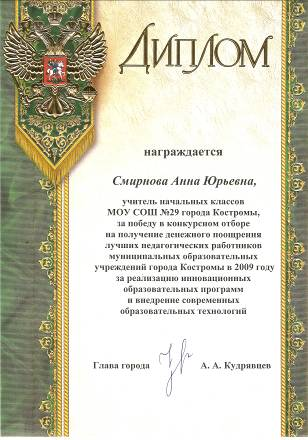 ДИПЛОМ
награждается
Смирнова Анна Юрьевна,
учитель начальных классов
МОУ СОШ №29 города Костромы,
за победу в конкурсном отборе
на получение денежного поощрения
лучших педагогических работников
муниципальных образовательных
учреждений города Костромы в 2009 году
за реализацию инновационных
образовательных программ
и внедрение современных
образовательных технологий
Глава города А. А. Кудрявцев